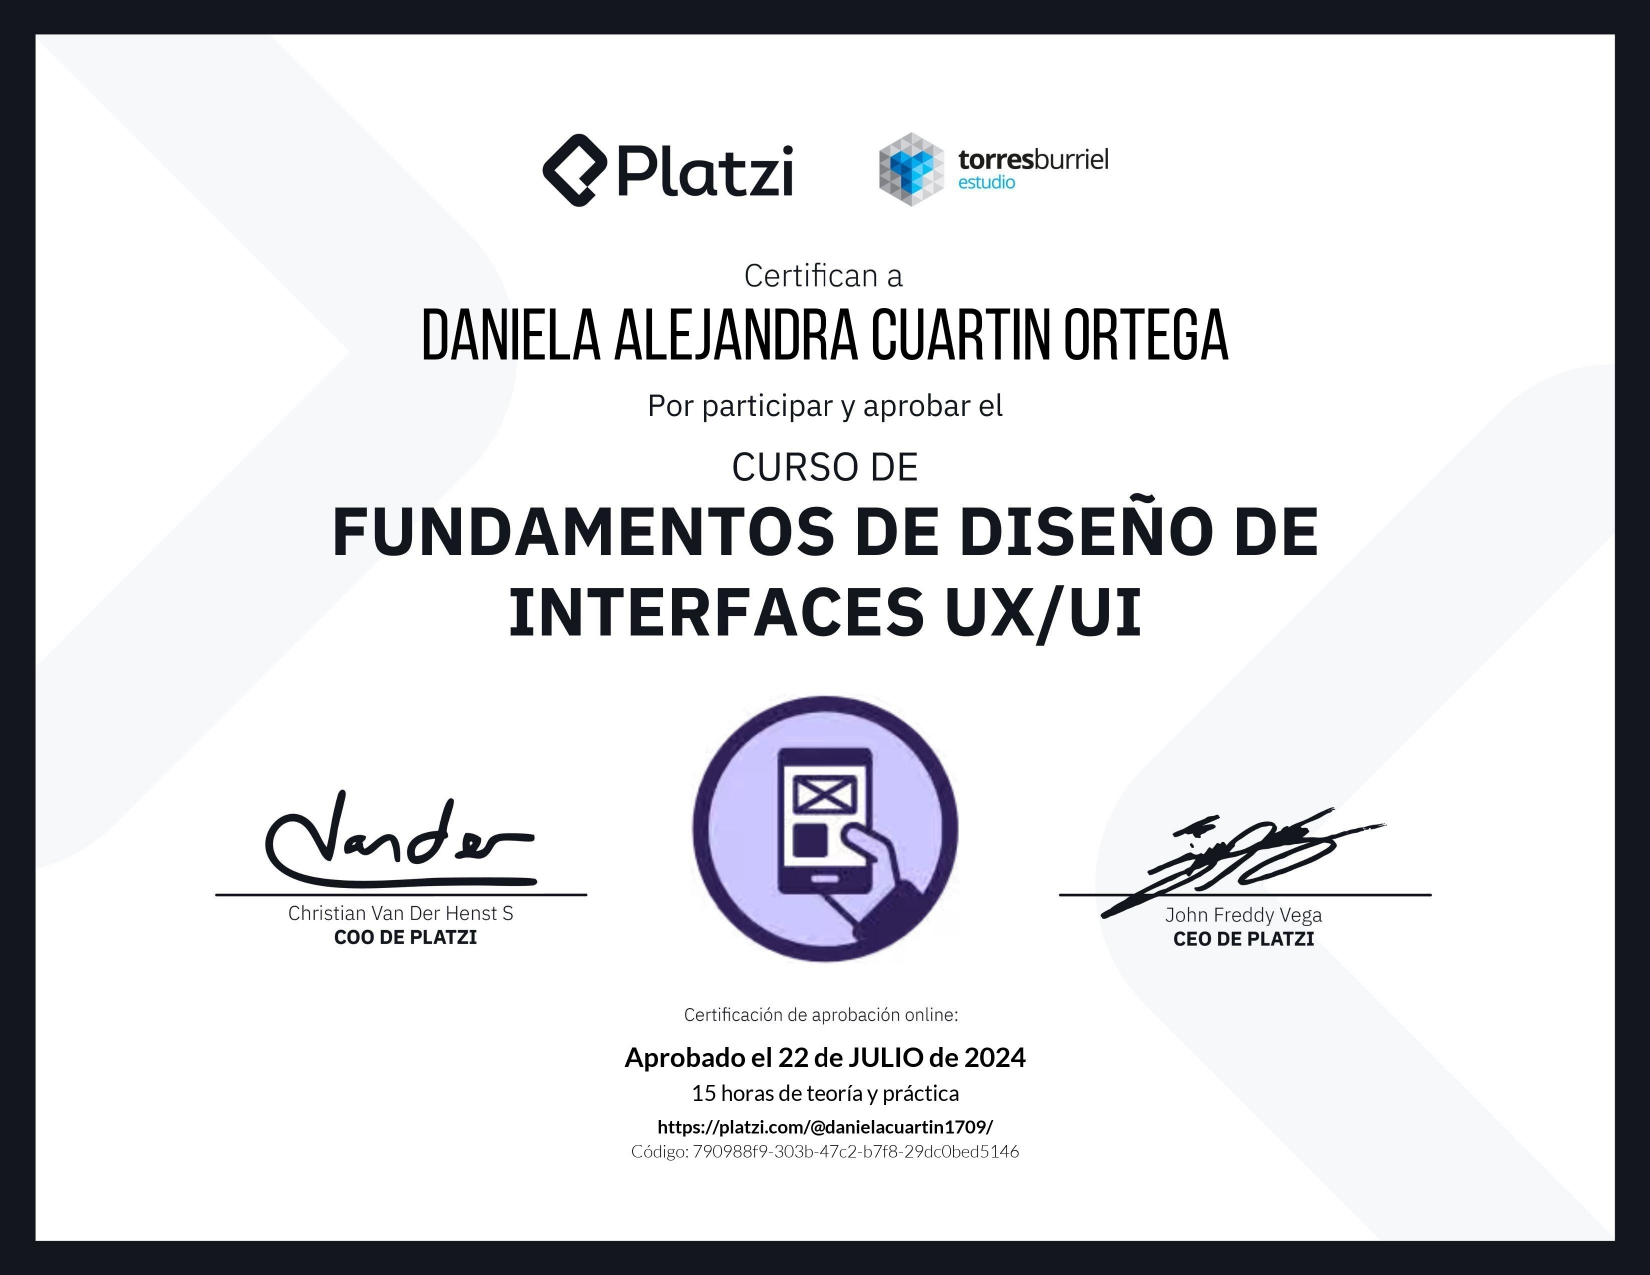 Platzi
torresburriel
estudio
Certifican a
DANIELA ALEJANDRA CUARTIN ORTEGA
Por participar y aprobar el
CURSO DE
FUNDAMENTOS DE DISEÑO DE
INTERFACES UX/UI
Vander
Christian Van Der Henst S
COO DE PLATZI
John Freddy Vega
CEO DE PLATZI
Certificación de aprobación online:
Aprobado el 22 de JULIO de 2024
15 horas de teoría y práctica
https://platzi.com/@danielacuartin1709/
Código: 790988f9-303b-47c2-b7f8-29dc0bed5146